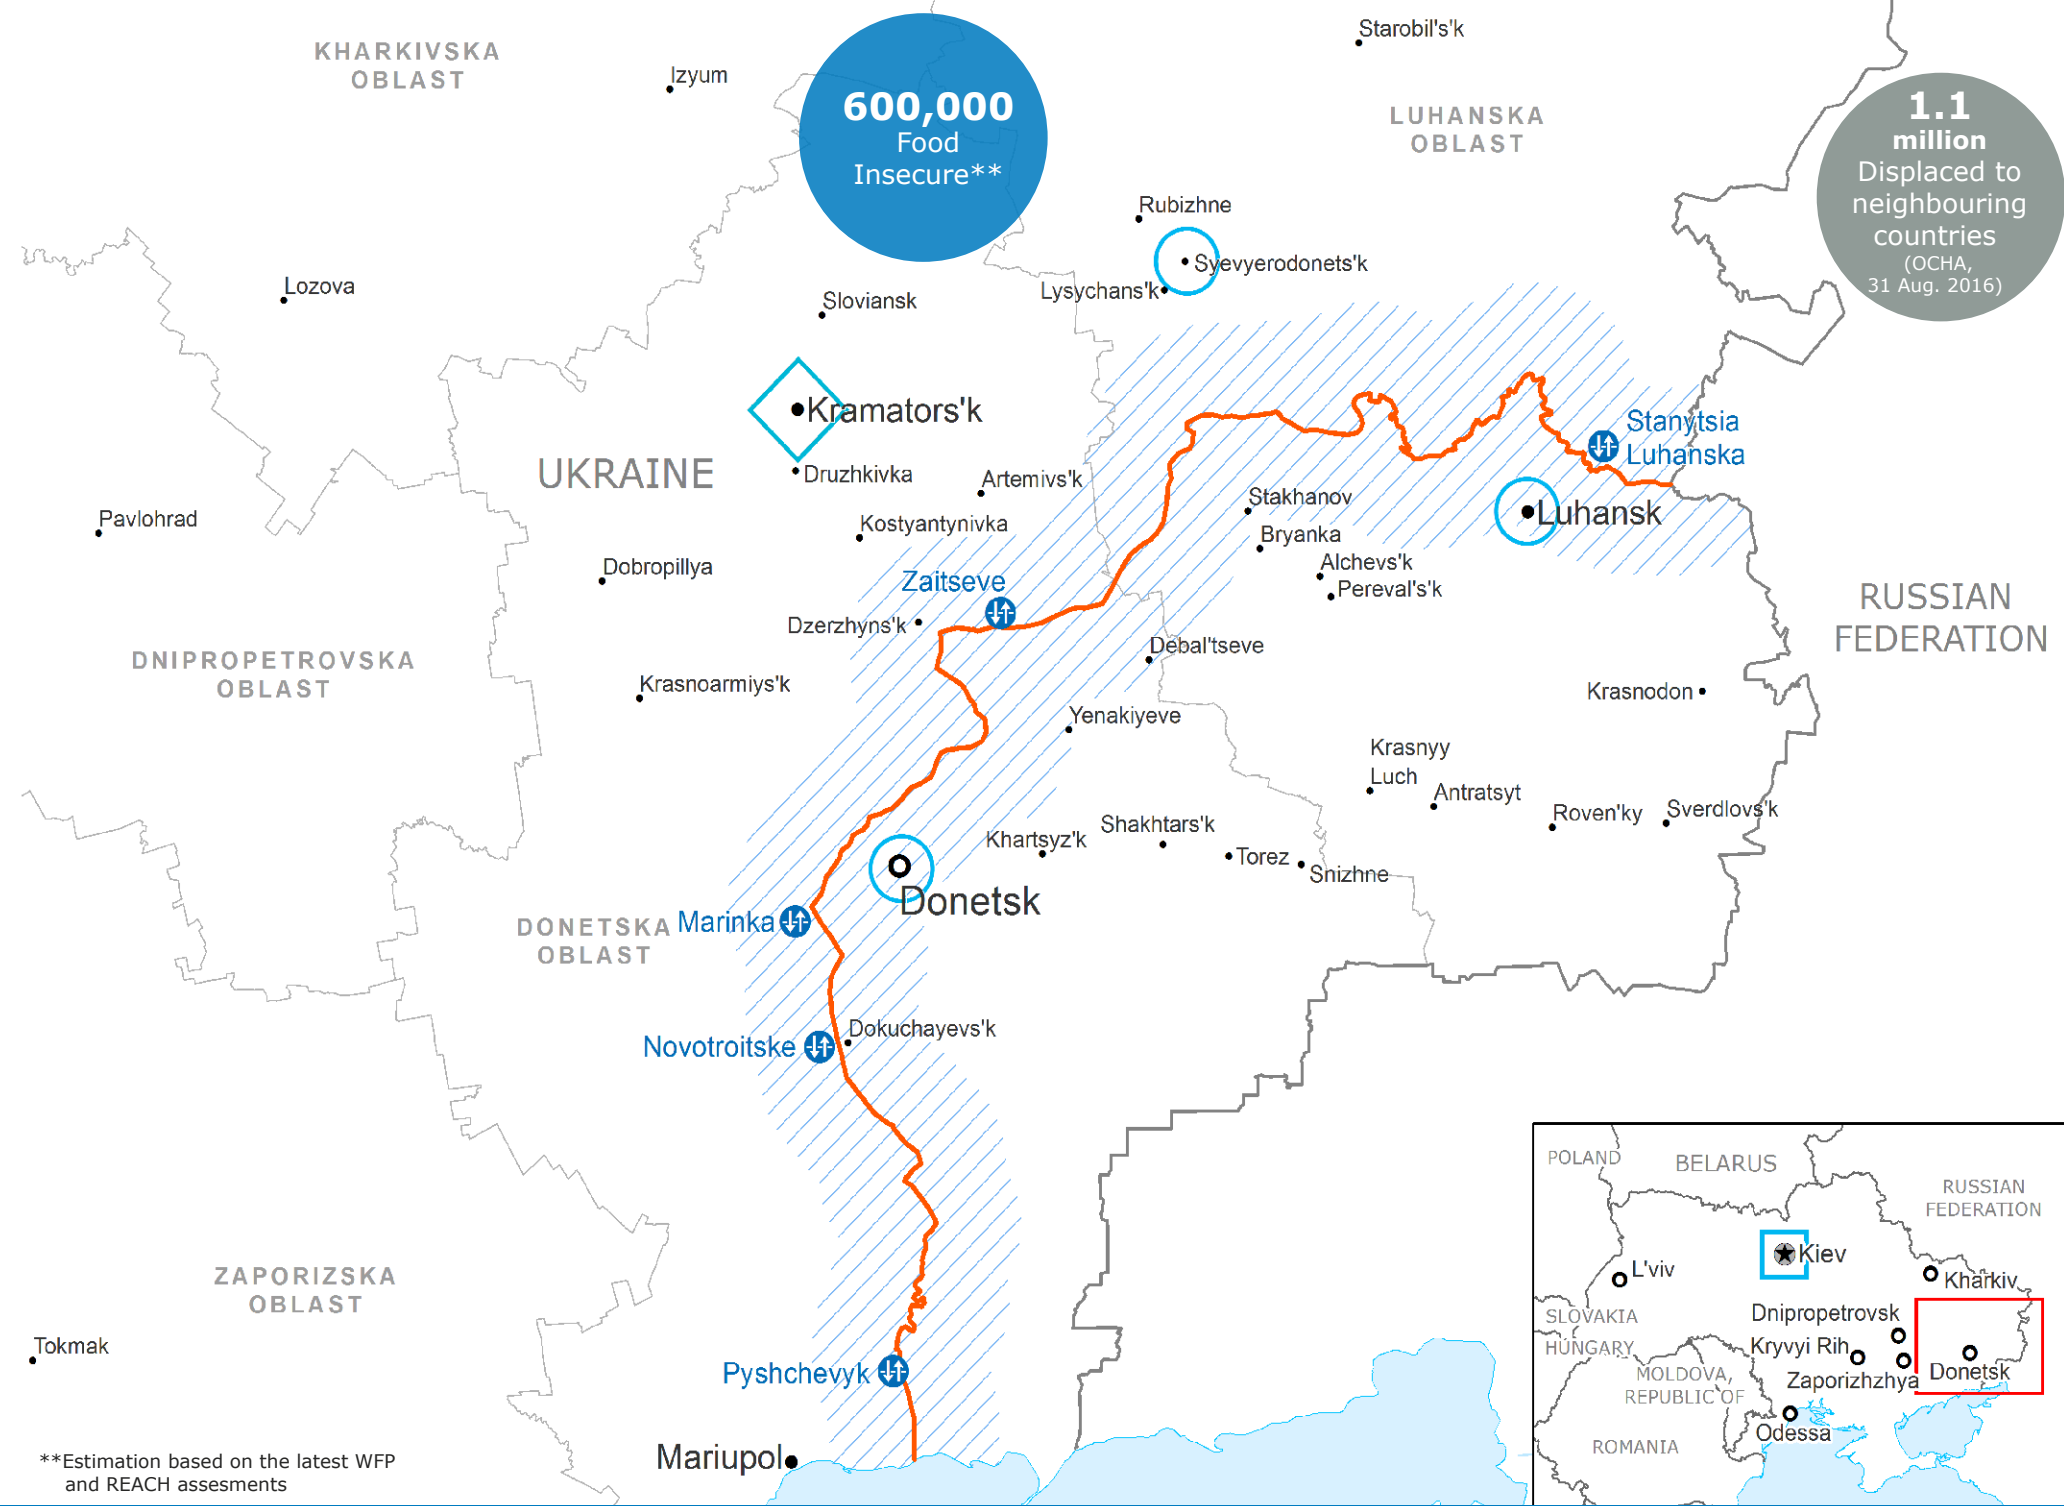 KHARKIVSKA
OBLAST
Izyum
600,000
Food
Insecure**
Starobil's'k
LUHANSKA
OBLAST
1.1
million
Displaced to
neighbouring
countries
(OCHA,
31 Aug. 2016)
Rubizhne
Syevyerodonets'k
Lysychans'k
Lozova
Sloviansk
Kramators'k
Stanytsia
Luhanska
UKRAINE
Druzhkivka
Artemivs'k
Stakhanov
Luhansk
Pavlohrad
Kostyantynivka
Bryanka
Dobropillya
Zaitseve
Alchevs'k
Pereval's'k
RUSSIAN
FEDERATION
Dzerzhyns'k
Debal'tseve
DNIPROPETROVSKA
OBLAST
Krasnoarmiys'k
Krasnodon
Yenakiyeve
Krasnyy
Luch
Antratsyt
Roven'ky
Sverdlovs'k
Khartsyz'k
Shakhtars'k
Torez
Snizhne
Donetsk
DONETSKA
OBLAST
Marinka
Novotroitske
Dokuchayevs'k
ZAPORIZSKA
OBLAST
Tokmak
Pyshchevyk
Mariupol
**Estimation based on the latest WFP
and REACH assesments
POLAND
BELARUS
RUSSIAN
FEDERATION
Kiev
L'viv
Kharkiv
SLOVAKIA
Dnipropetrovsk
HUNGARY
Kryvyi Rih
MOLDOVA,
REPUBLIC OF
Zaporizhzhya
Donetsk
Odessa
ROMANIA